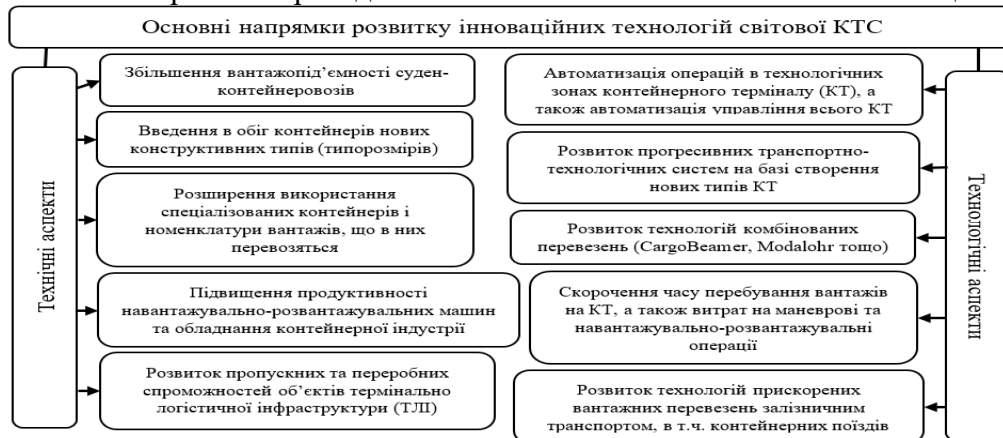 Основні напрямки розвитку інноваційних технологій світової КТС
Технічні аспекти
Збільшення вантажопід’ємності суден-
контейнеровозів
Введення в обіг контейнерів нових
конструктивних типів (типорозмірів)
Розширення використання
спеціалізованих контейнерів і
номенклатури вантажів, що в них
перевозяться
Підвищення продуктивності
навантажувально-розвантажувальних машин
та обладнання контейнерної індустрії
Розвиток пропускних та переробних
спроможностей об’єктів термінально
логістичної інфраструктури (ТЛІ)
Автоматизація операцій в технологічних
зонах контейнерного терміналу (КТ), а
також автоматизація управління всього КТ
Розвиток прогресивних транспортно-
технологічних систем на базі створення
нових типів КТ
Розвиток технологій комбінованих
перевезень (CargoBeamer, Modalohr тощо)
Скорочення часу перебування вантажів
на КТ, а також витрат на маневрові та
навантажувально-розвантажувальні
операції
Розвиток технологій прискорених
вантажних перевезень залізничним
транспортом, в т.ч. контейнерних поїздів
Технологічні аспекти